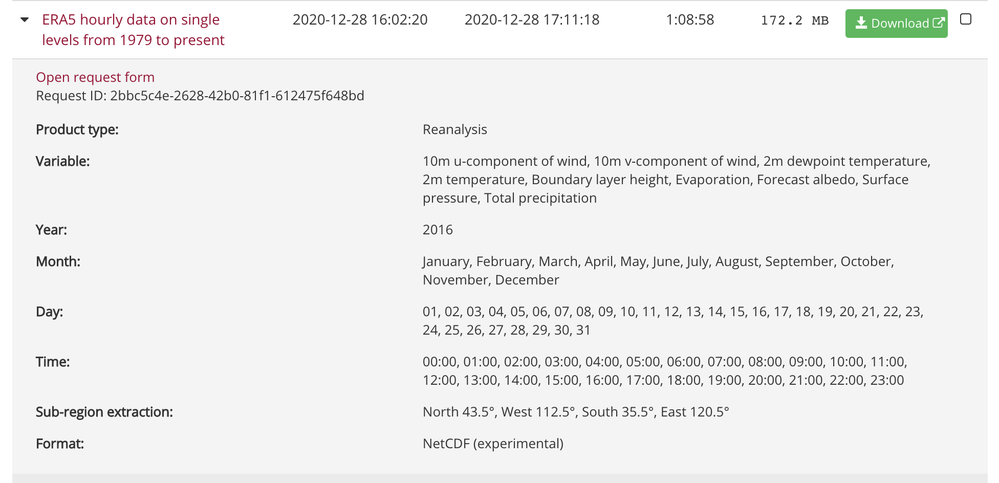 ERA5 hourly data on single
levels from 1979 to present
2020-12-28 16:02:20
2020-12-28 17:11:18
1:08:58
172.2 MB
Download
Open request form
Request ID: 2bbc5c4e-2628-42b0-81f1-612475f648bd
Product type:
Reanalysis
Variable:
10m u-component of wind, 10m v-component of wind, 2m dewpoint temperature,
2m temperature, Boundary layer height, Evaporation, Forecast albedo, Surface
pressure, Total precipitation
Year:
2016
Month:
January, February, March, April, May, June, July, August, September, October,
November, December
Day:
01, 02, 03, 04, 05, 06, 07, 08, 09, 10, 11, 12, 13, 14, 15, 16, 17, 18, 19, 20, 21, 22, 23,
24, 25, 26, 27, 28, 29, 30, 31
Time:
00:00, 01:00, 02:00, 03:00, 04:00, 05:00, 06:00, 07:00, 08:00, 09:00, 10:00, 11:00,
12:00, 13:00, 14:00, 15:00, 16:00, 17:00, 18:00, 19:00, 20:00, 21:00, 22:00, 23:00
Sub-region extraction:
North 43.5°, West 112.5°, South 35.5°, East 120.5°
Format:
NetCDF (experimental)